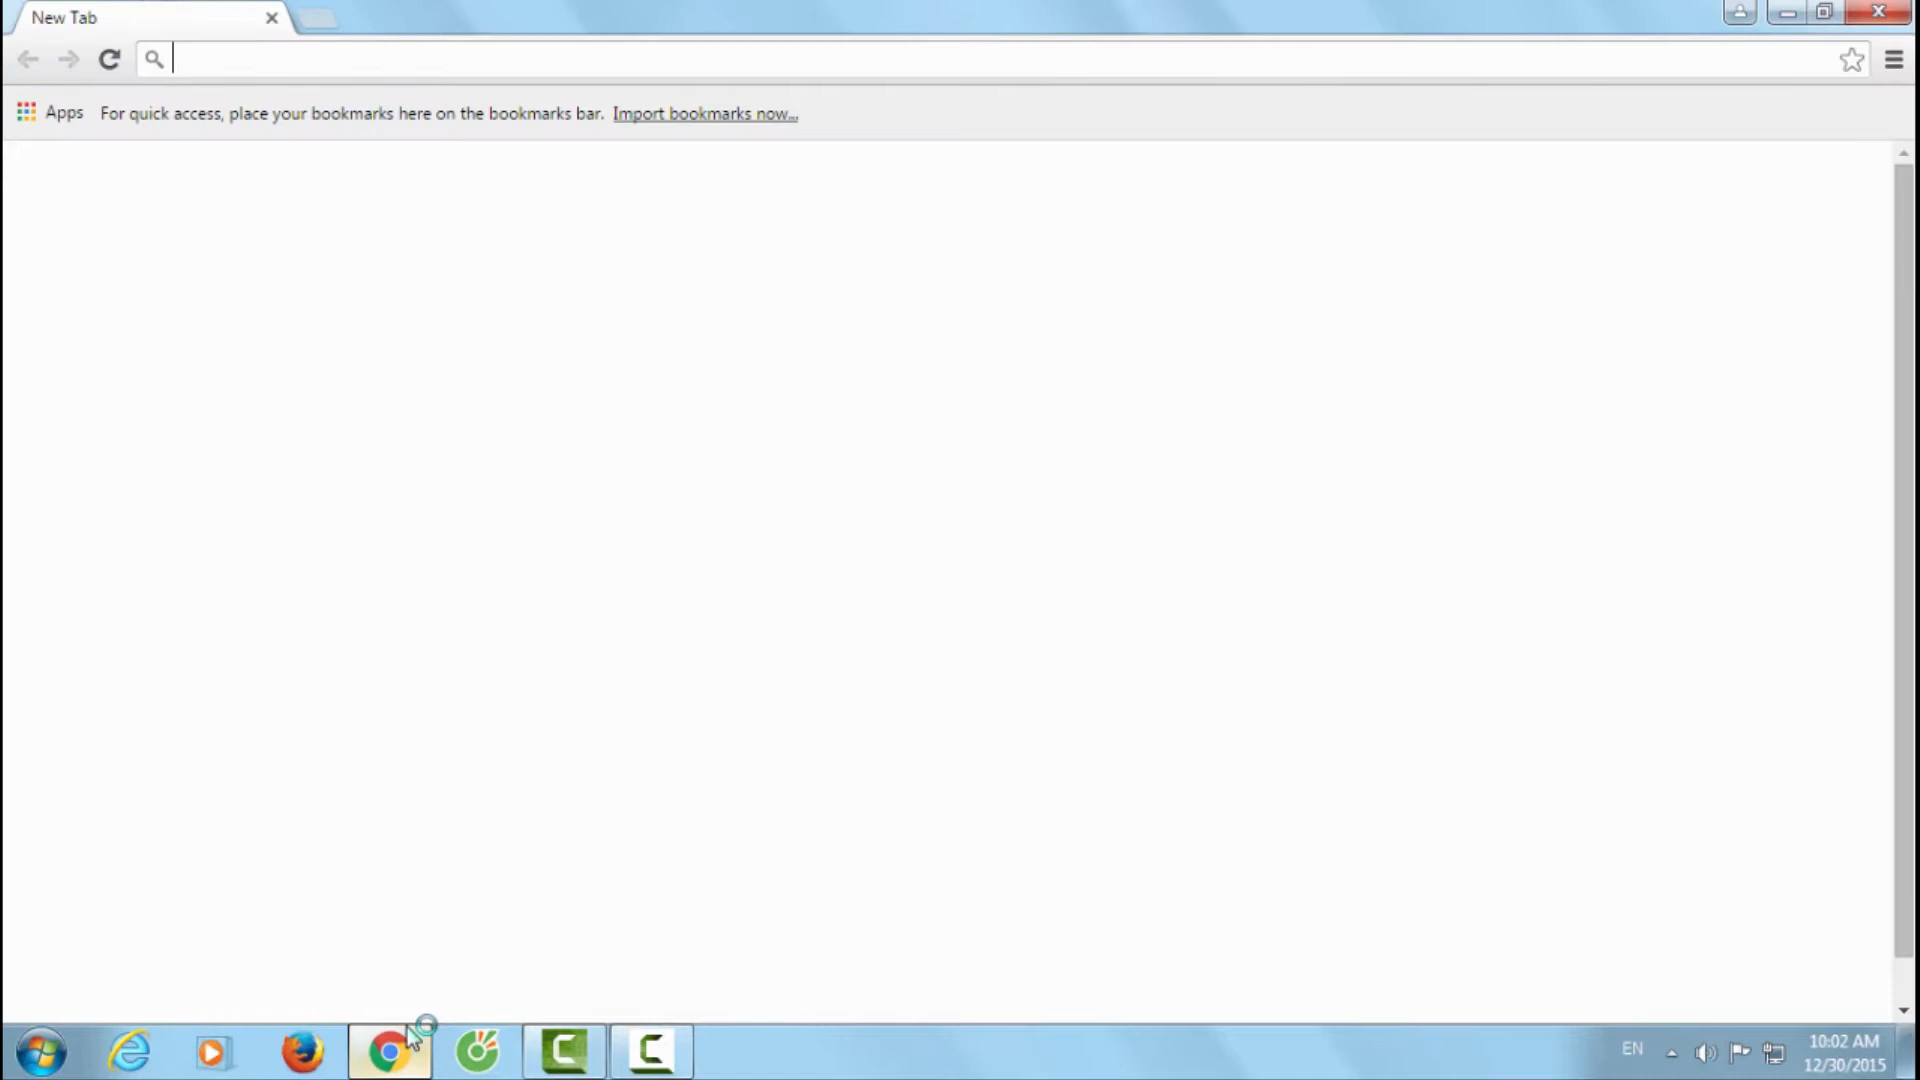 New Tab
Apps For quick access, place your bookmarks here on the bookmarks bar. Import bookmarks now...
EN
10:02 AM
12/30/2015